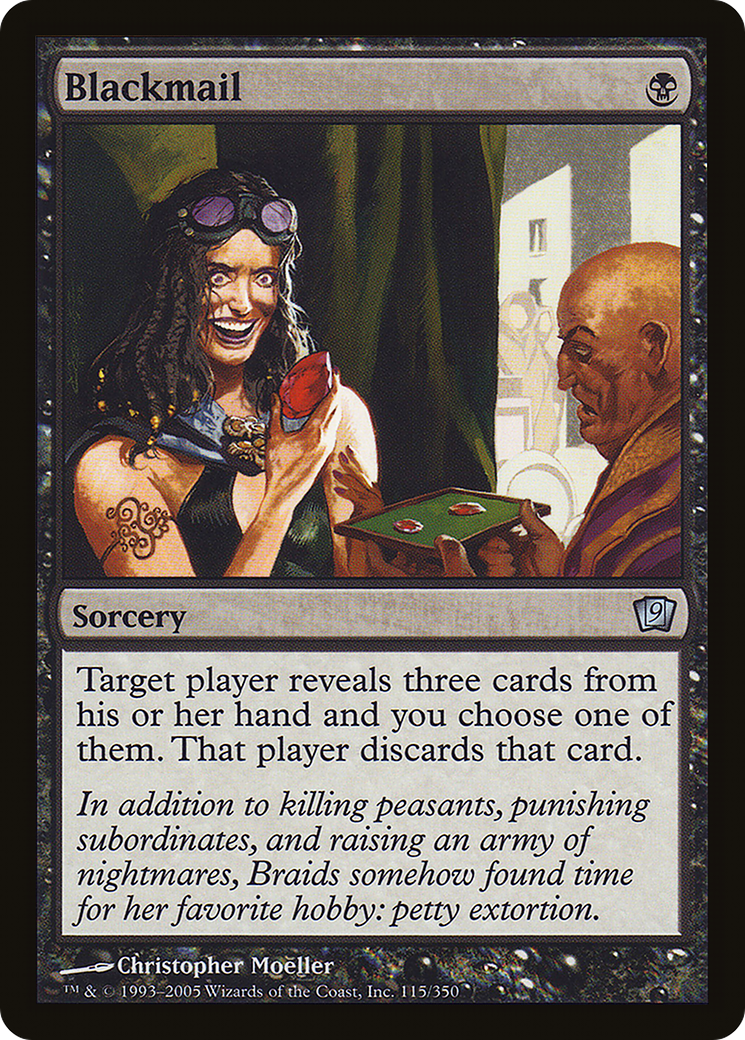 Blackmail
Sorcery
9
Target player reveals three cards from
his or her hand and you choose one of
them. That player discards that card.
In addition to killing peasants, punishing
subordinates, and raising an army of
nightmares, Braids somehow found time
for her favorite hobby: petty extortion.
Christopher Moeller
™ & © 1993–2005 Wizards of the Coast, Inc. 115/350